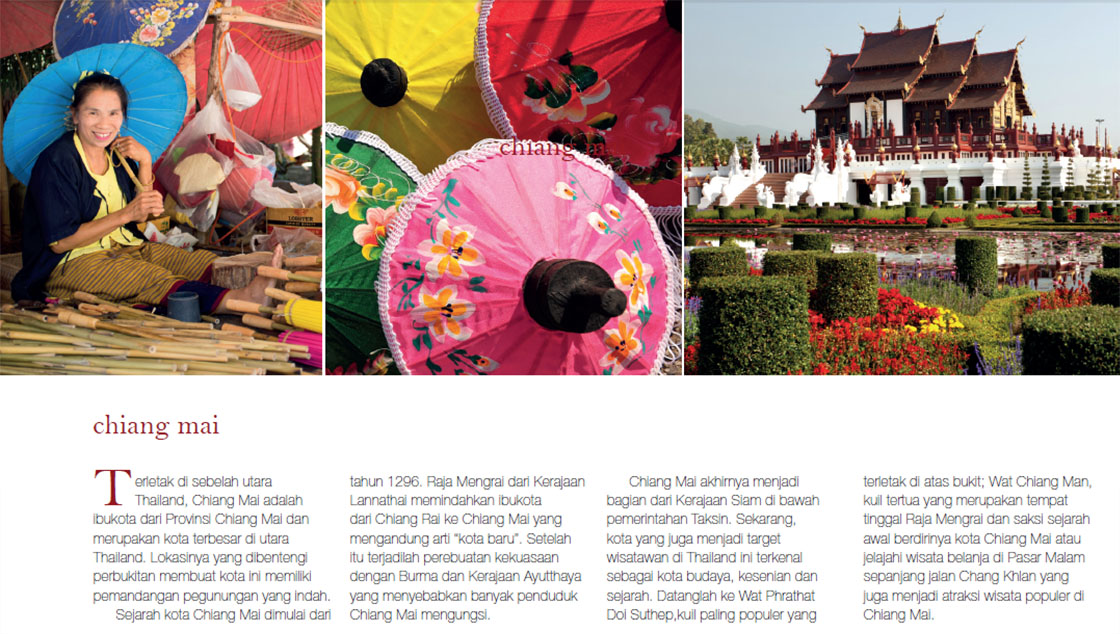 chiang
chiang mai
Terletak di sebelah utara
Thailand, Chiang Mai adalah
ibukota dari Provinsi Chiang Mai dan
merupakan kota terbesar di utara
Thailand. Lokasinya yang dibentengi
perbukitan membuat kota ini memiliki
pemandangan pegunungan yang indah.
Sejarah kota Chiang Mai dimulai dari
tahun 1296. Raja Mengrai dari Kerajaan
Lannathai memindahkan ibukota
dari Chiang Rai ke Chiang Mai yang
mengandung arti “kota baru”. Setelah
itu terjadilah perebuatan kekuasaan
dengan Burma dan Kerajaan Ayutthaya
yang menyebabkan banyak penduduk
Chiang Mai mengungsi.
Chiang Mai akhirnya menjadi
bagian dari Kerajaan Siam di bawah
pemerintahan Taksin. Sekarang,
kota yang juga menjadi target
wisatawan di Thailand ini terkenal
sebagai kota budaya, kesenian dan
sejarah. Datanglah ke Wat Phrathat
Doi Suthep,kuil paling populer yang
terletak di atas bukit; Wat Chiang Man,
kuil tertua yang merupakan tempat
tinggal Raja Mengrai dan saksi sejarah
awal berdirinya kota Chiang Mai atau
jelajahi wisata belanja di Pasar Malam
sepanjang jalan Chang Khlan yang
juga menjadi atraksi wisata populer di
Chiang Mai.